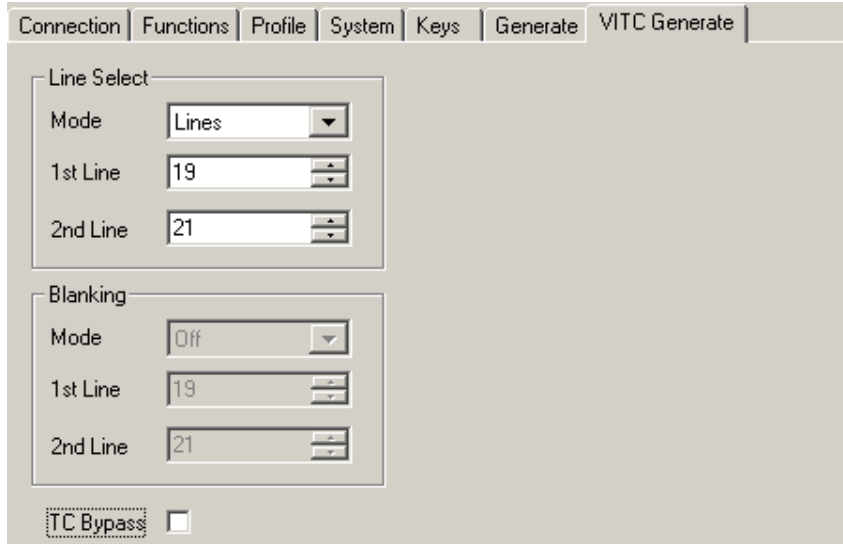 Connection Functions Profile System Keys Generate VITC Generate
Line Select
Mode Lines
1st Line 19
2nd Line 21
Blanking
Mode Off
1st Line 19
2nd Line 21
TC Bypass